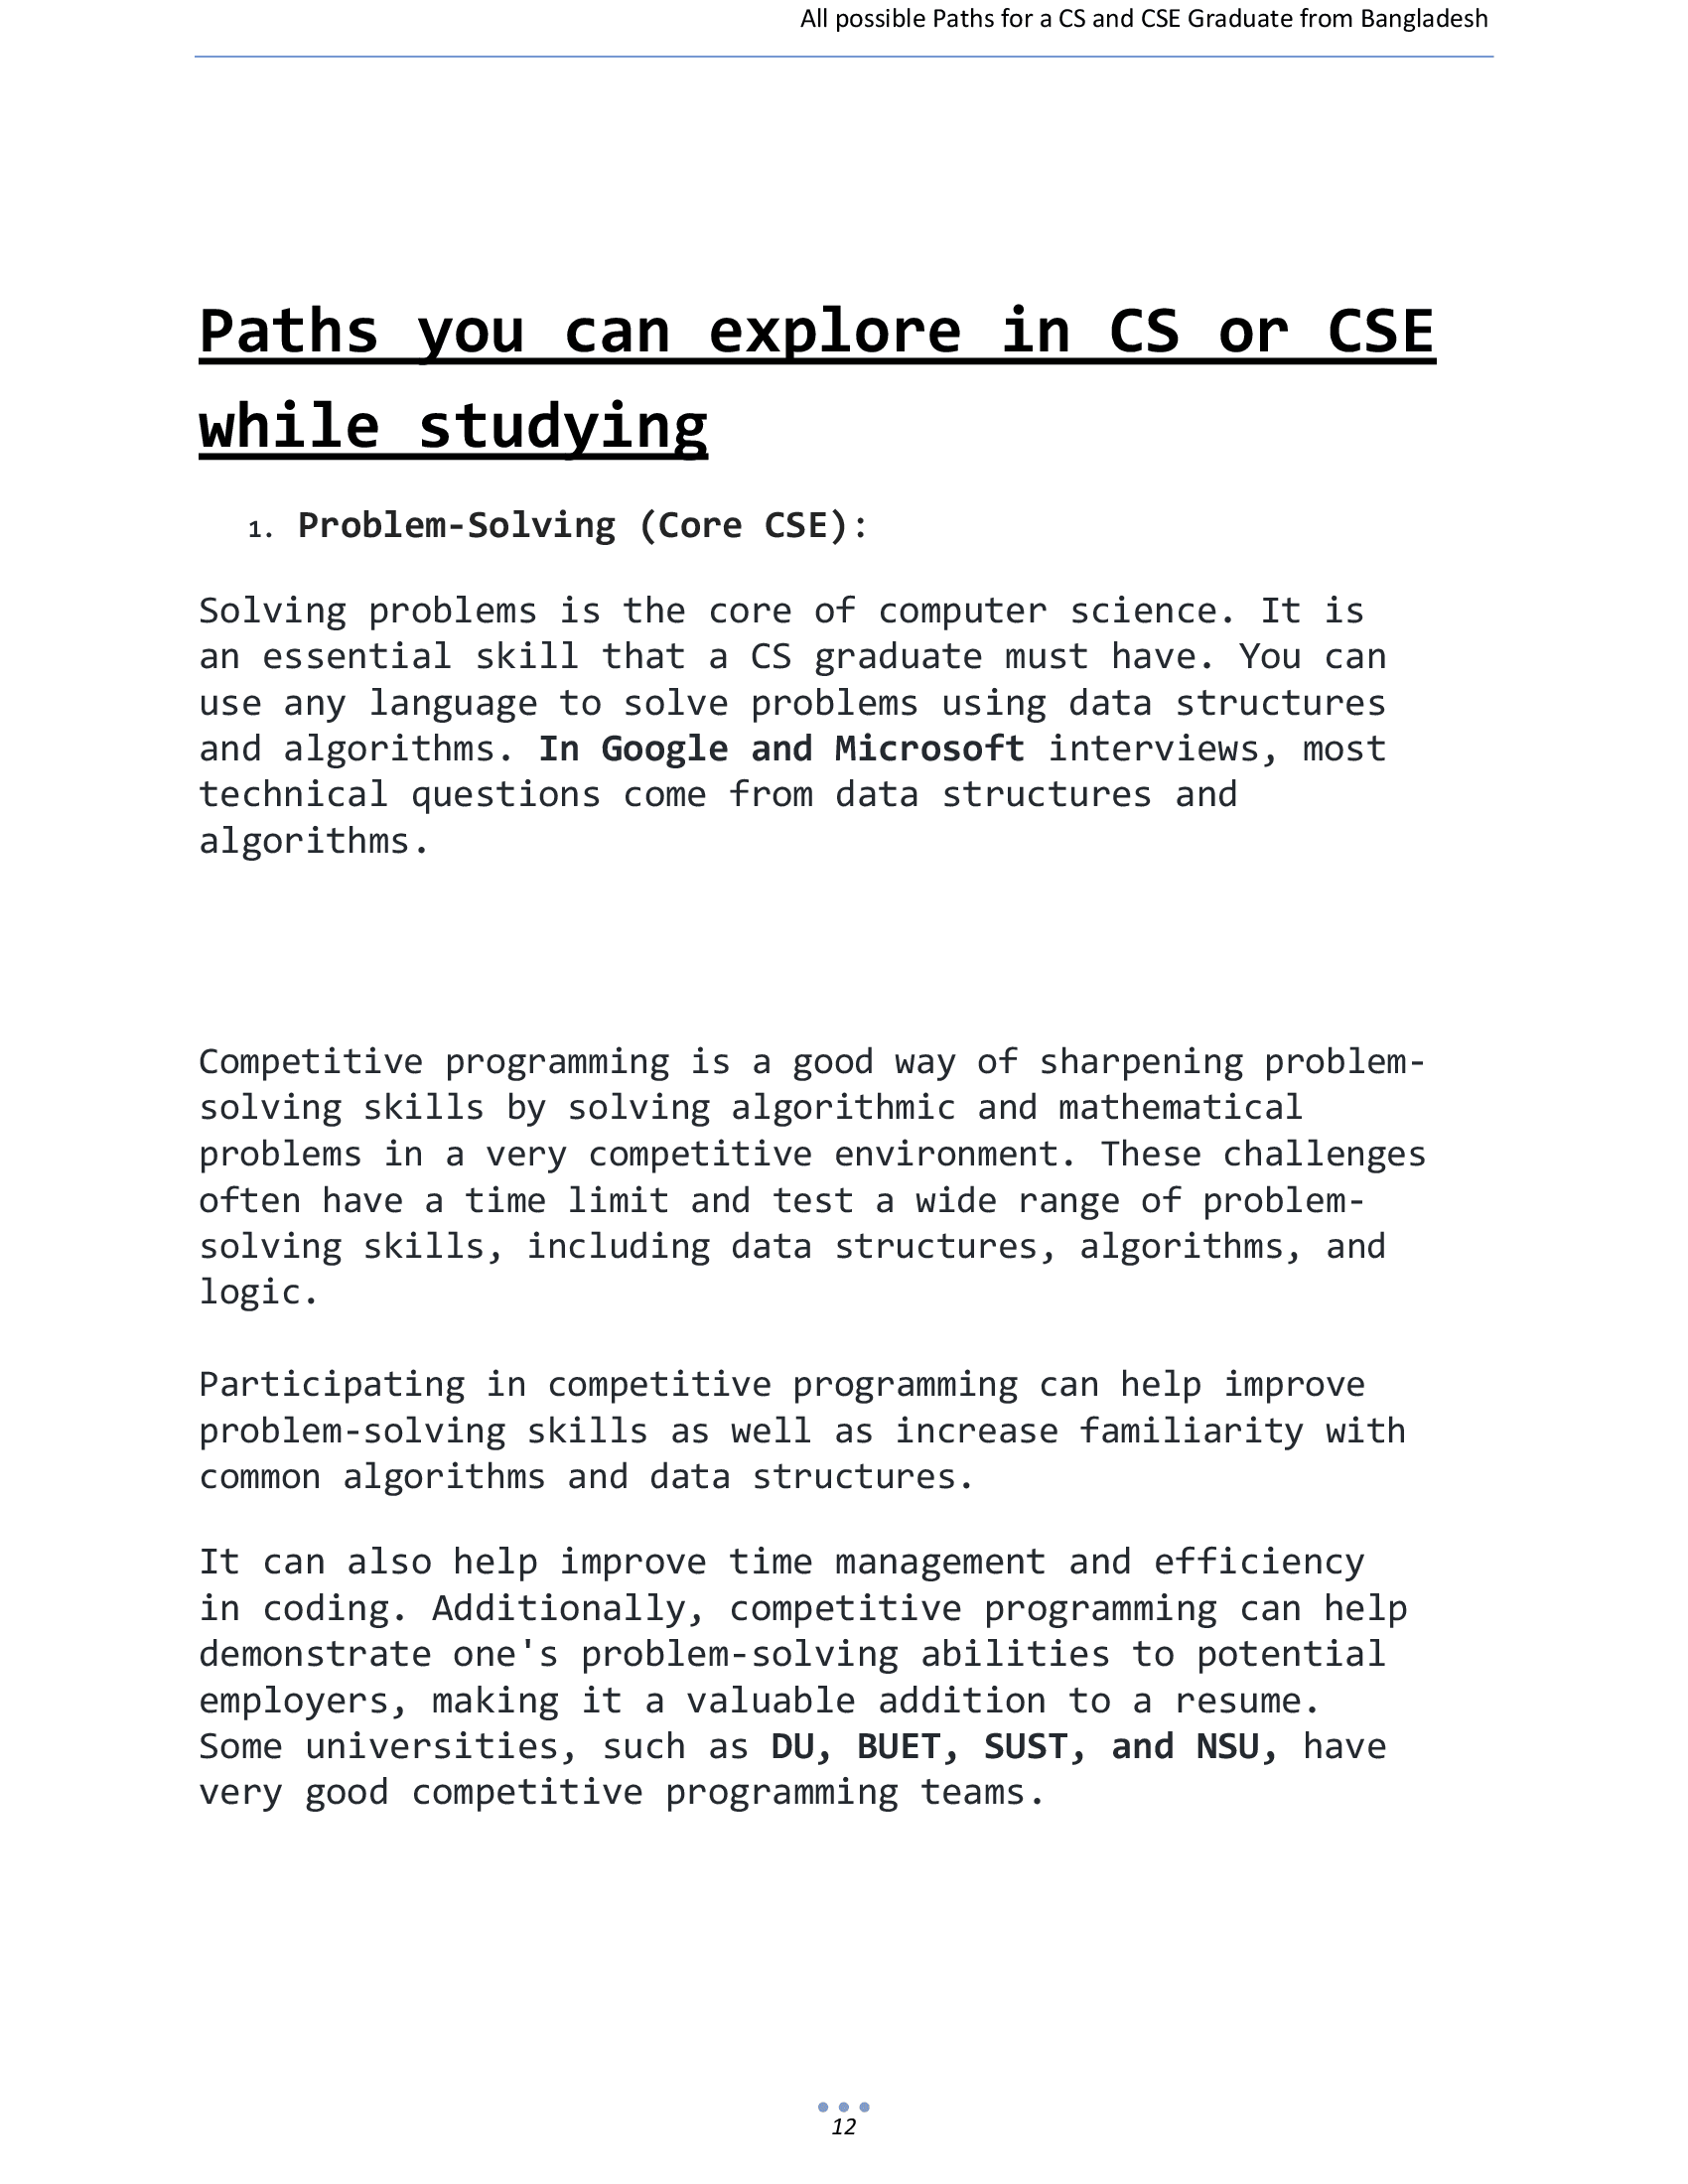 All possible Paths for a CS and CSE Graduate from Bangladesh
Paths you can explore in CS or CSE
while studying
1. Problem-Solving (Core CSE):
Solving problems is the core of computer science. It is
an essential skill that a CS graduate must have. You can
use any language to solve problems using data structures
and algorithms. In Google and Microsoft interviews, most
technical questions come from data structures and
algorithms.
Competitive programming is a good way of sharpening problem-
solving skills by solving algorithmic and mathematical
problems in a very competitive environment. These challenges
often have a time limit and test a wide range of problem-
solving skills, including data structures, algorithms, and
logic.
Participating in competitive programming can help improve
problem-solving skills as well as increase familiarity with
common algorithms and data structures.
It can also help improve time management and efficiency
in coding. Additionally, competitive programming can help
demonstrate one's problem-solving abilities to potential
employers, making it a valuable addition to a resume.
Some universities, such as DU, BUET, SUST, and NSU, have
very good competitive programming teams.
12